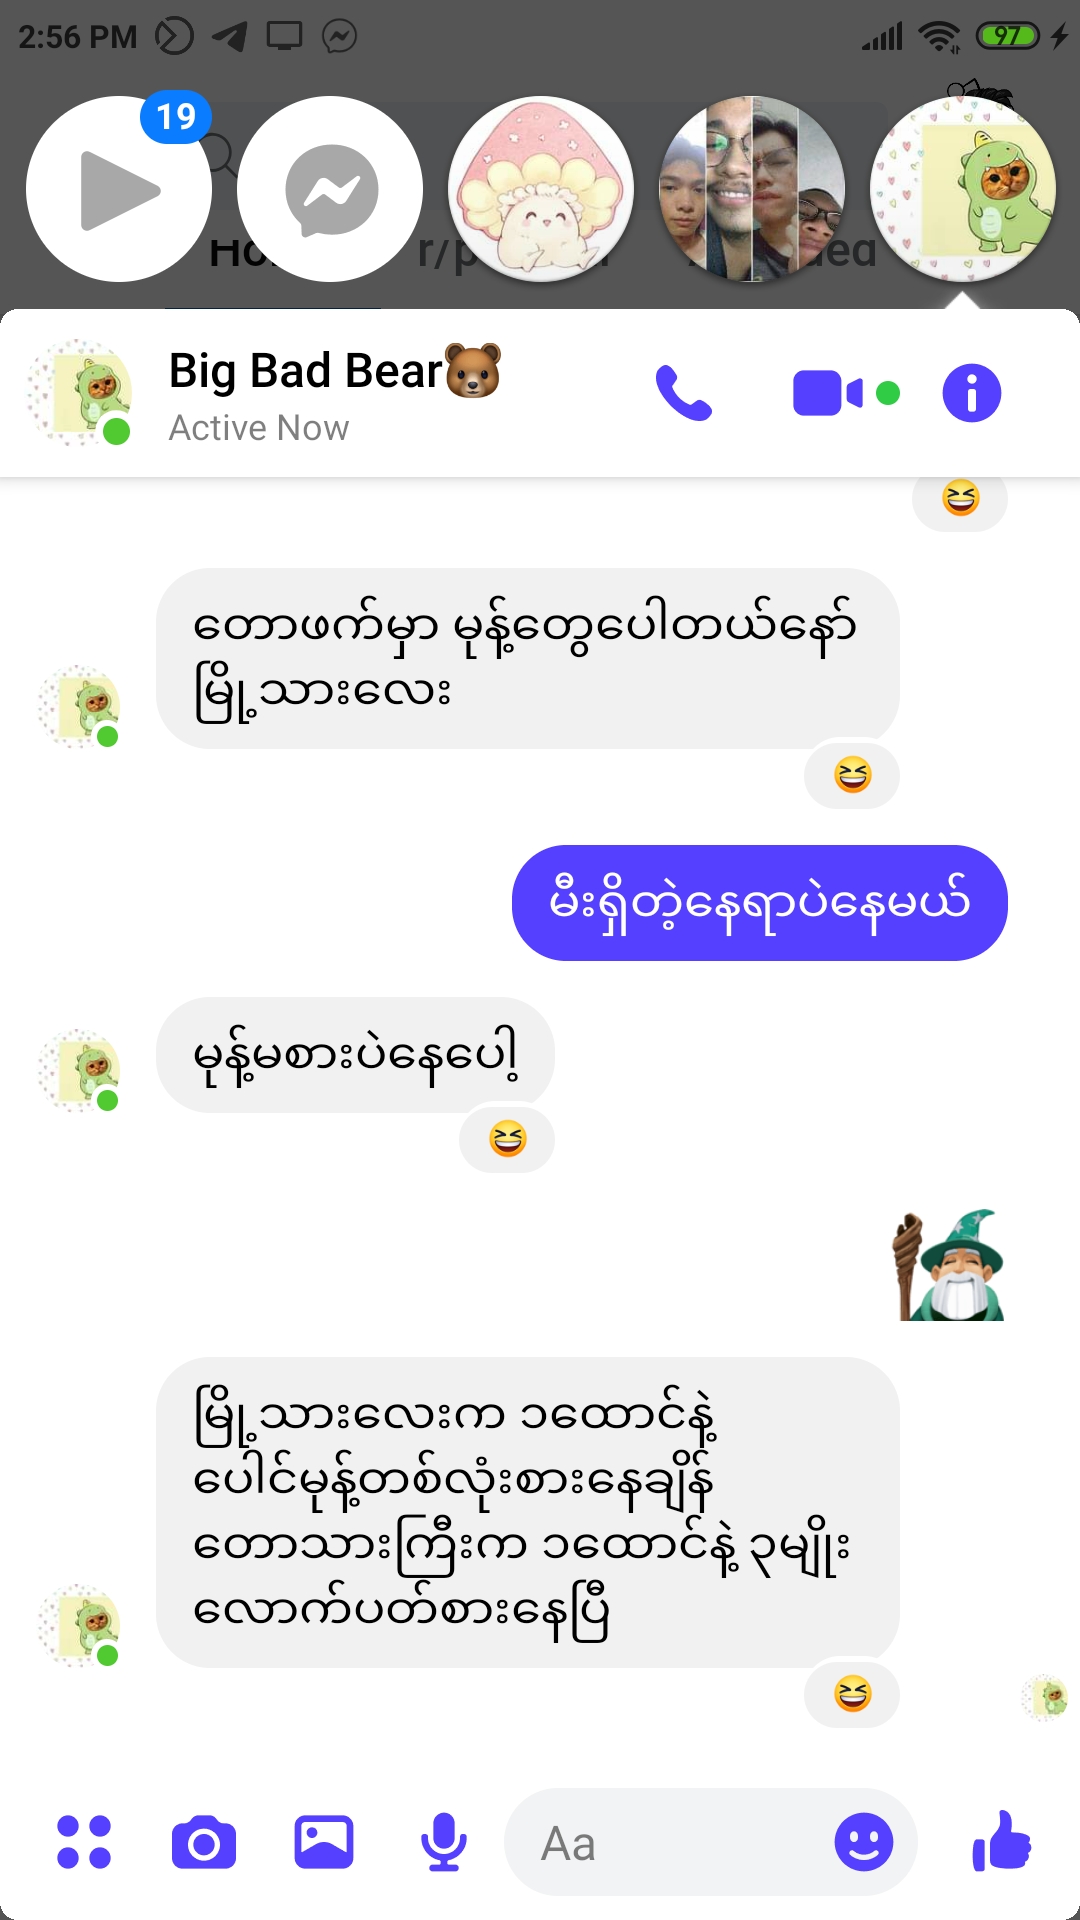 2:56 PM
97
19
Big Bad Bear🐻
Active Now
😆
တောဖက်မှာ မုန့်တွေပေါတယ်နော်
မြို့သားလေး
😆
မီးရှိတဲ့နေရာပဲနေမယ်
မုန့်မစားပဲနေပေါ့
😆
မြို့သားလေးက ၁ထောင်နဲ့
ပေါင်မုန့်တစ်လုံးစားနေချိန်
တောသားကြီးက ၁ထောင်နဲ့ ၃မျိုး
လောက်ပတ်စားနေပြီ
😆
Aa